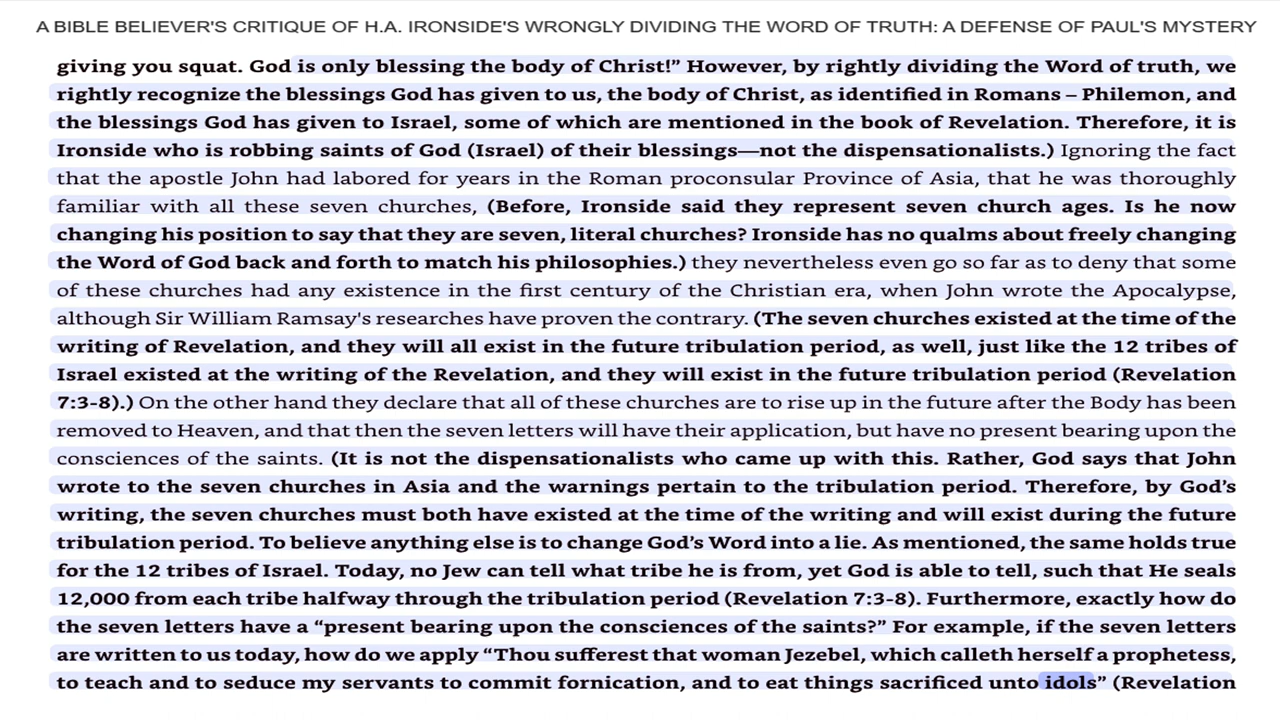 A BIBLE BELIEVER'S CRITIQUE OF H.A. IRONSIDE'S WRONGLY DIVIDING THE WORD OF TRUTH: A DEFENSE OF PAUL'S MYSTERY
giving you squat. God is only blessing the body of Christ!” However, by rightly dividing the Word of truth, we
rightly recognize the blessings God has given to us, the body of Christ, as identified in Romans – Philemon, and
the blessings God has given to Israel, some of which are mentioned in the book of Revelation. Therefore, it is
Ironside who is robbing saints of God (Israel) of their blessings—not the dispensationalists.) Ignoring the fact
that the apostle John had labored for years in the Roman proconsular Province of Asia, that he was thoroughly
familiar with all these seven churches, (Before, Ironside said they represent seven church ages. Is he now
changing his position to say that they are seven, literal churches? Ironside has no qualms about freely changing
the Word of God back and forth to match his philosophies.) they nevertheless even go so far as to deny that some
of these churches had any existence in the first century of the Christian era, when John wrote the Apocalypse,
although Sir William Ramsay's researches have proven the contrary. (The seven churches existed at the time of the
writing of Revelation, and they will all exist in the future tribulation period, as well, just like the 12 tribes of
Israel existed at the writing of the Revelation, and they will exist in the future tribulation period (Revelation
7:3-8).) On the other hand they declare that all of these churches are to rise up in the future after the Body has been
removed to Heaven, and that then the seven letters will have their application, but have no present bearing upon the
consciences of the saints. (It is not the dispensationalists who came up with this. Rather, God says that John
wrote to the seven churches in Asia and the warnings pertain to the tribulation period. Therefore, by God’s
writing, the seven churches must both have existed at the time of the writing and will exist during the future
tribulation period. To believe anything else is to change God’s Word into a lie. As mentioned, the same holds true
for the 12 tribes of Israel. Today, no Jew can tell what tribe he is from, yet God is able to tell, such that He seals
12,000 from each tribe halfway through the tribulation period (Revelation 7:3-8). Furthermore, exactly how do
the seven letters have a “present bearing upon the consciences of the saints?” For example, if the seven letters
are written to us today, how do we apply “Thou sufferest that woman Jezebel, which calleth herself a prophetess,
to teach and to seduce my servants to commit fornication, and to eat things sacrificed unto idols” (Revelation